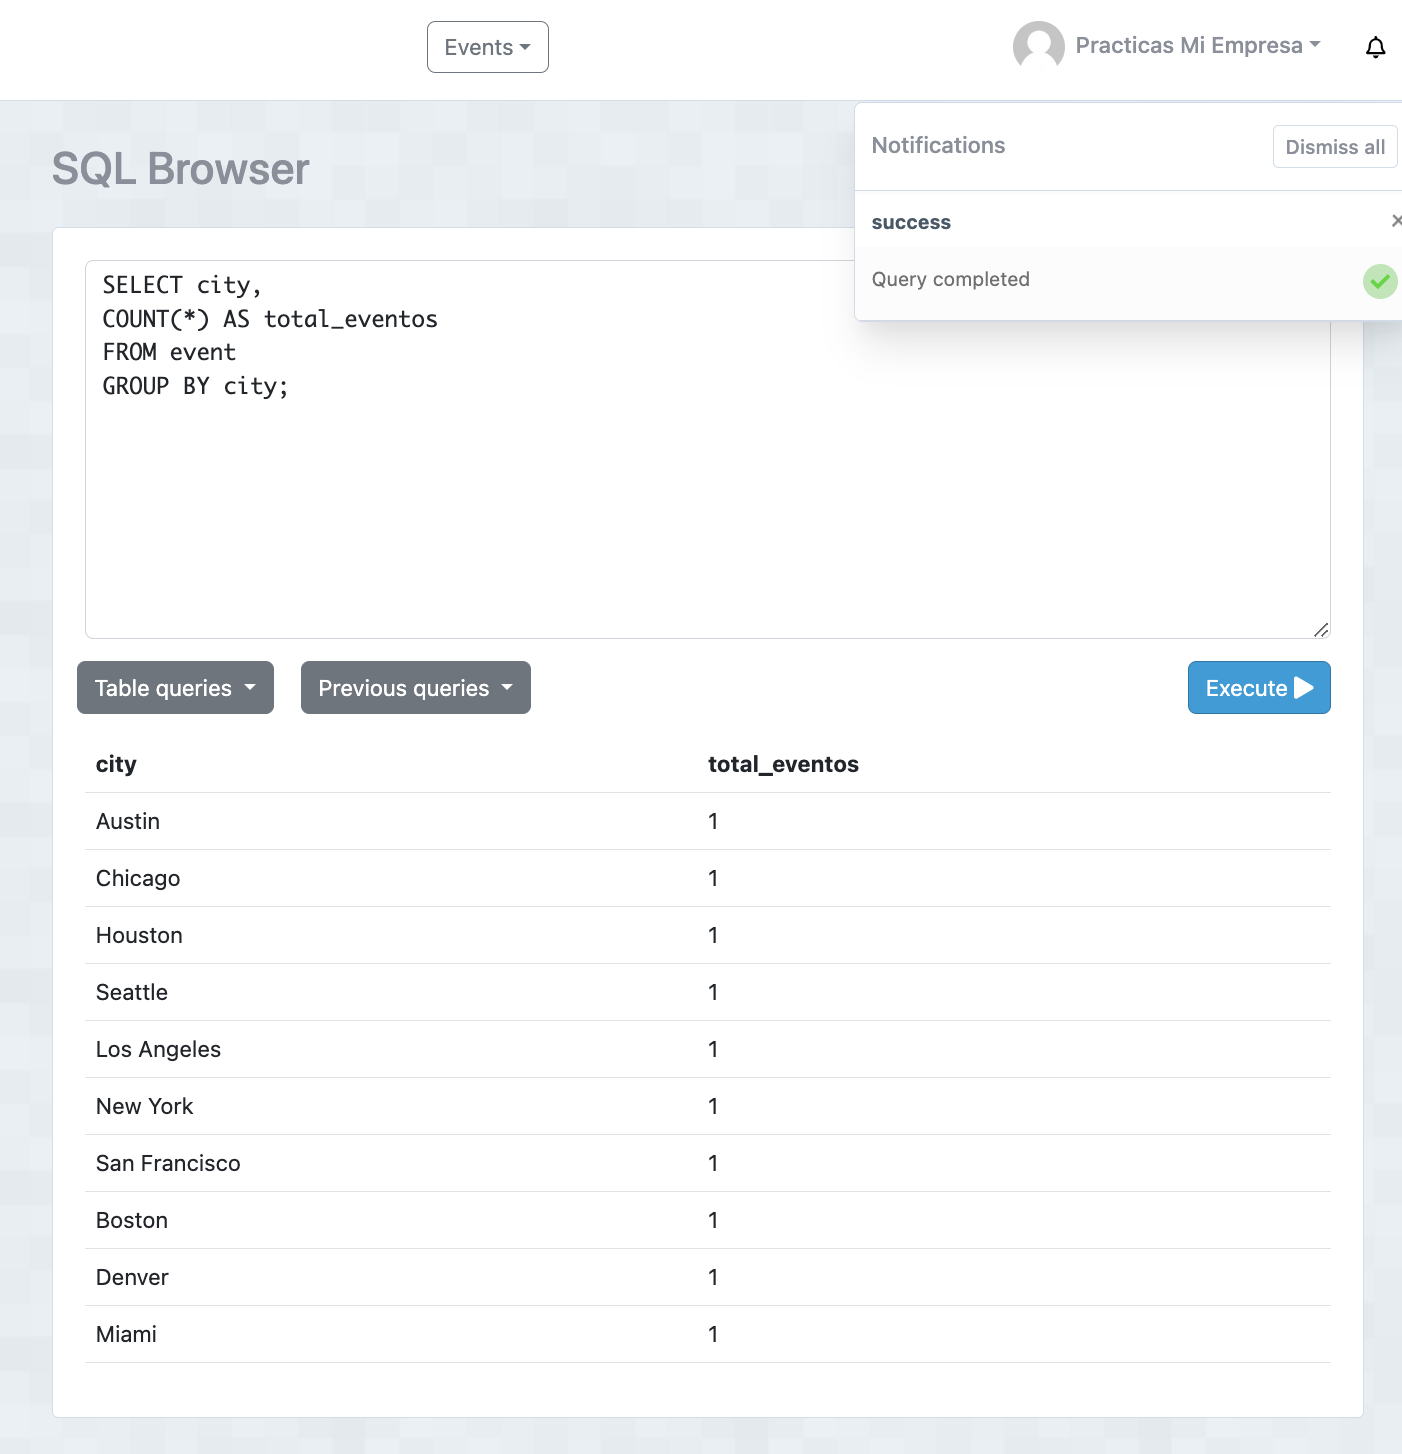 Events
Practicas Mi Empresa
Notifications
Dismiss all
success
Query completed
SQL Browser
SELECT city,
COUNT(*) AS total_eventos
FROM event
GROUP BY city;
Table queries
Previous queries
Execute
city total_eventos
Austin 1
Chicago 1
Houston 1
Seattle 1
Los Angeles 1
New York 1
San Francisco 1
Boston 1
Denver 1
Miami 1